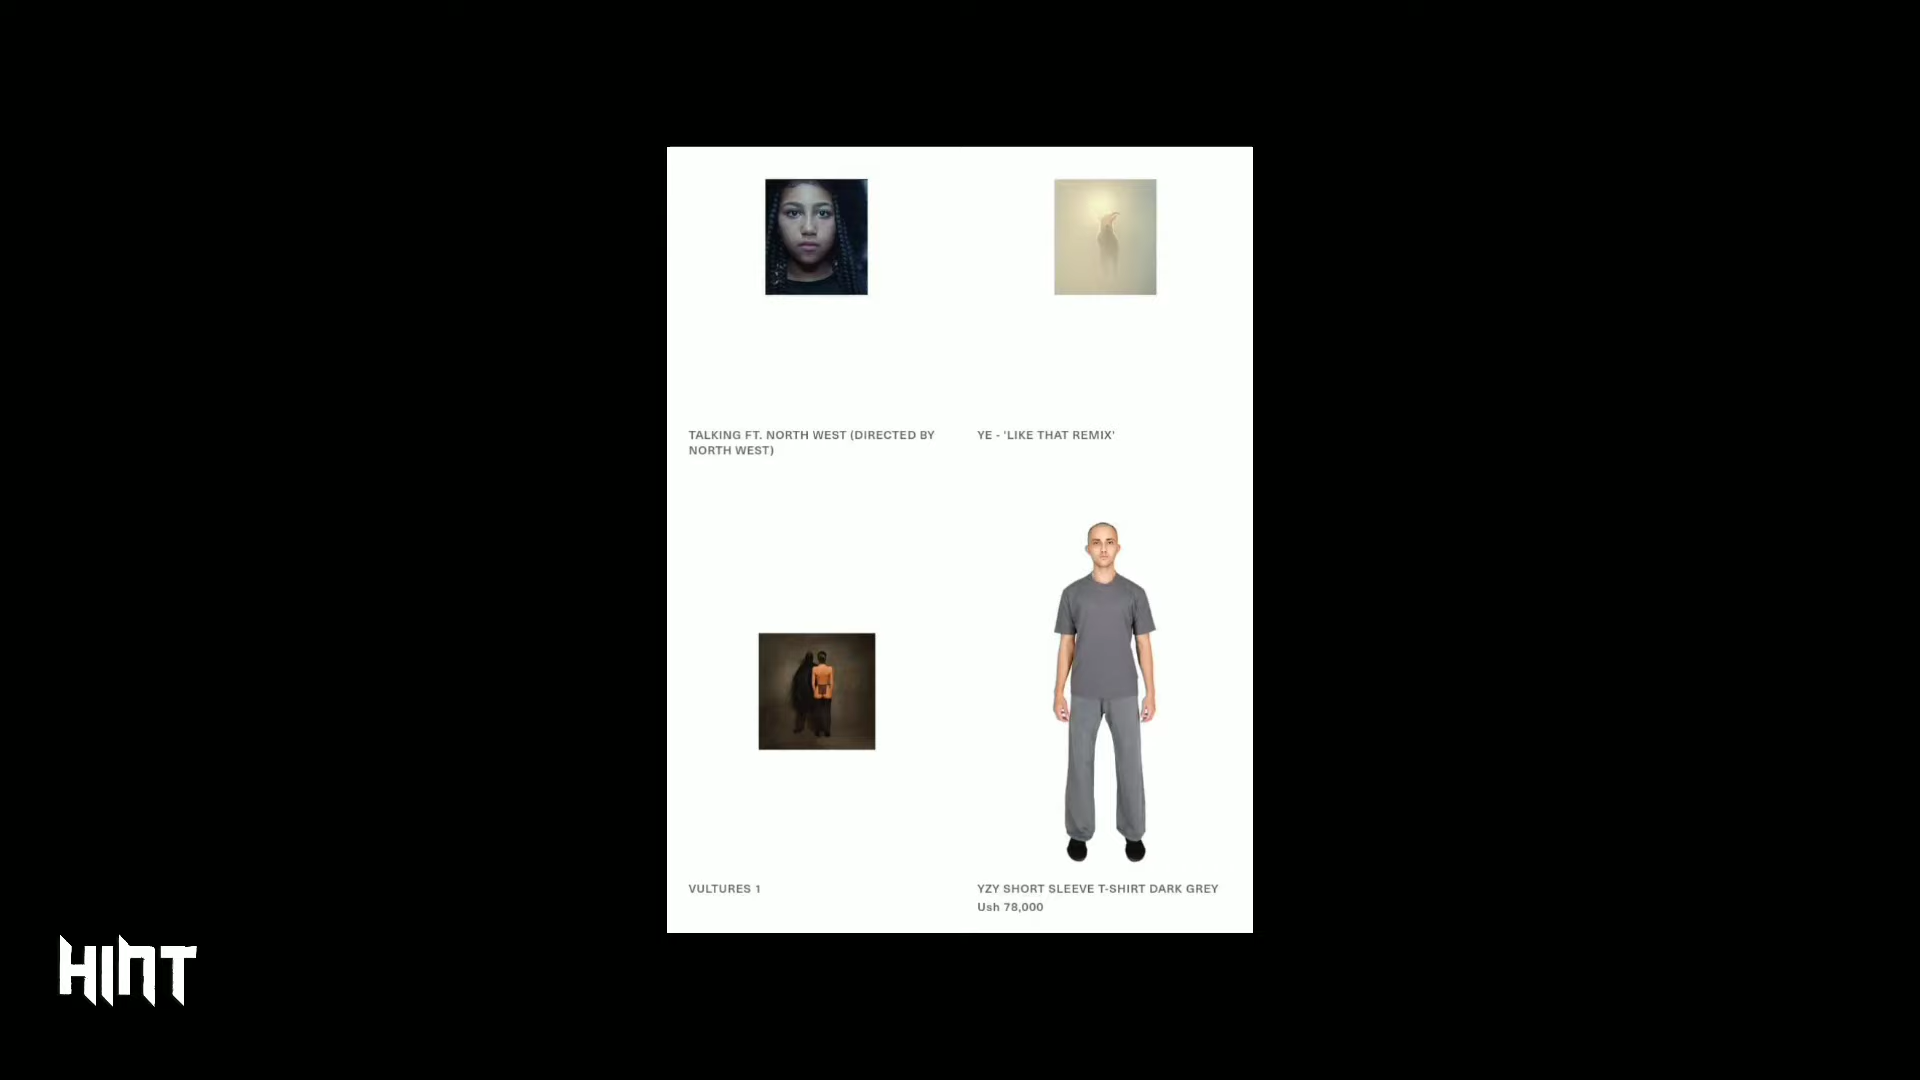 TALKING FT. NORTH WEST (DIRECTED BY
NORTH WEST)
YE - 'LIKE THAT REMIX'
VULTURES 1
YZY SHORT SLEEVE T-SHIRT DARK GREY
Ush 78,000
HINT